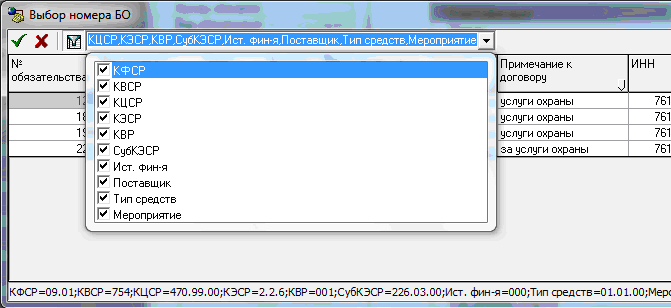 Выбор номера БО
КЦСР,КЭСР,КВР,СубКЭСР,Ист. фин-я,Поставщик,Тип средств,Мероприятие
№ обязательства
Примечание к договору
ИНН
КФСР
КВСР
КЦСР
КЭСР
КВР
СубКЭСР
Ист. фин-я
Поставщик
Тип средств
Мероприятие
12 услуги охраны 761
18 услуги охраны 761
19 услуги охраны 761
22 за услуги охраны 761
КФСР=09.01;КВСР=754;КЦСР=470.99.00;КЭСР=2.2.6;КВР=001;СубКЭСР=226.03.00;Ист. фин-я=000;Тип средств=01.01.00;Меро